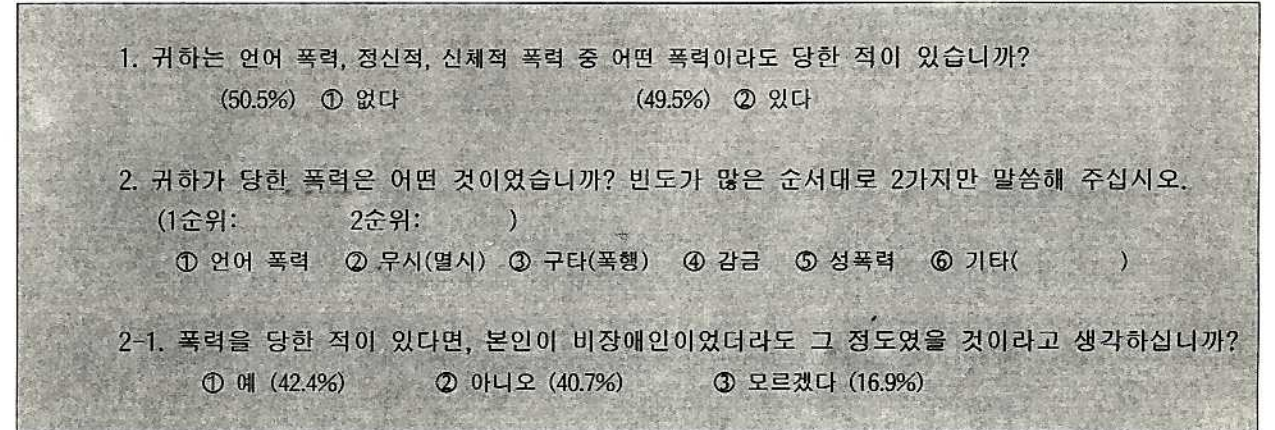 1. 귀하는 언어 폭력, 정신적, 신체적 폭력 중 어떤 폭력이라도 당한 적이 있습니까?
(50.5%) ① 없다 (49.5%) ② 있다
2. 귀하가 당한 폭력은 어떤 것이었습니까? 빈도가 많은 순서대로 2가지만 말씀해 주십시오.
(1순위: 2순위: )
① 언어 폭력 ② 무시(멸시) ③ 구타(폭행) ④ 감금 ⑤ 성폭력 ⑥ 기타( )
2-1. 폭력을 당한 적이 있다면, 본인이 비장애인이었더라도 그 정도였을 것이라고 생각하십니까?
① 예 (42.4%) ② 아니오 (40.7%) ③ 모르겠다 (16.9%)